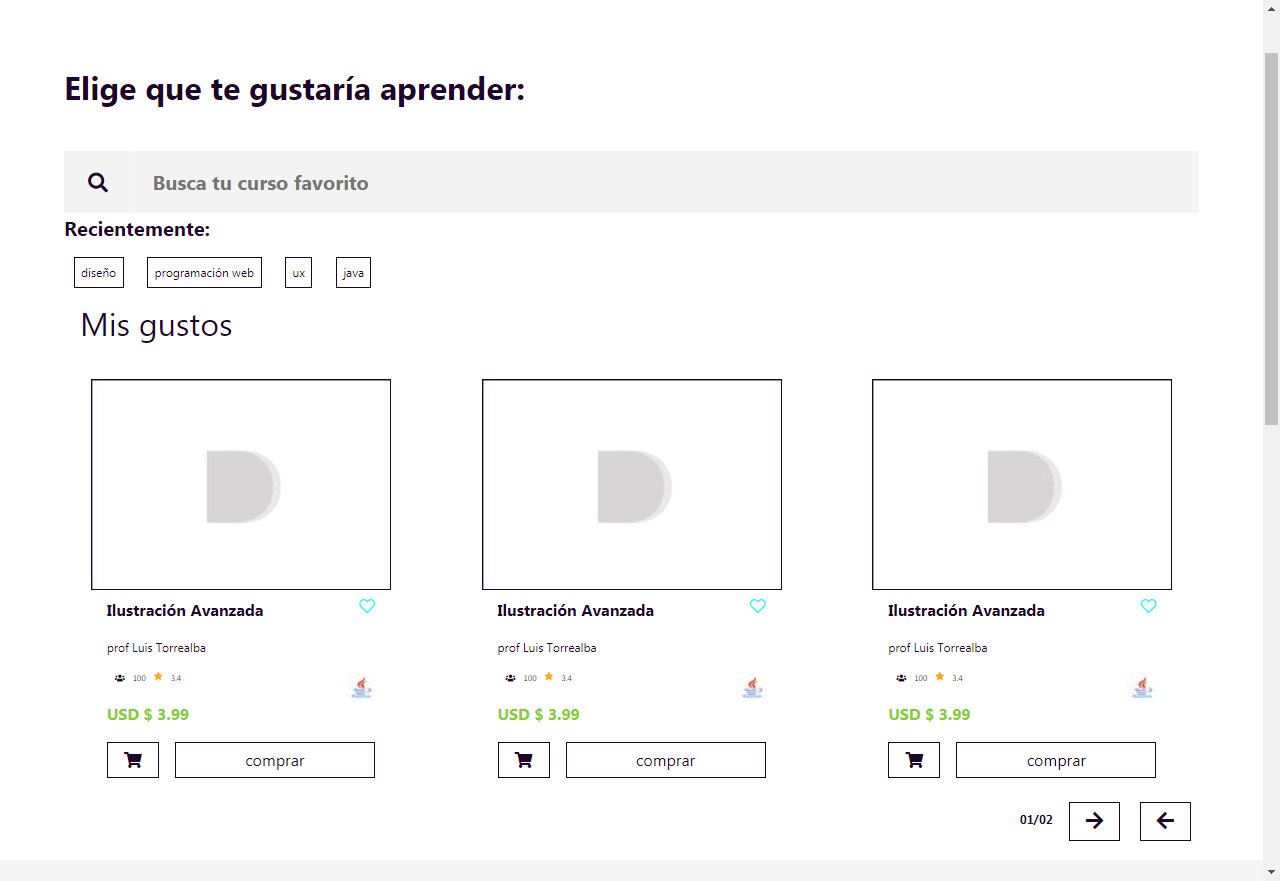 Elige que te gustaría aprender:
Busca tu curso favorito
Recientemente:
diseño programación web ux java
Mis gustos
Ilustración Avanzada Ilustración Avanzada Ilustración Avanzada
prof Luis Torrealba prof Luis Torrealba prof Luis Torrealba
100 3.4 100 3.4 100 3.4
USD $ 3.99 USD $ 3.99 USD $ 3.99
comprar comprar comprar
01/02